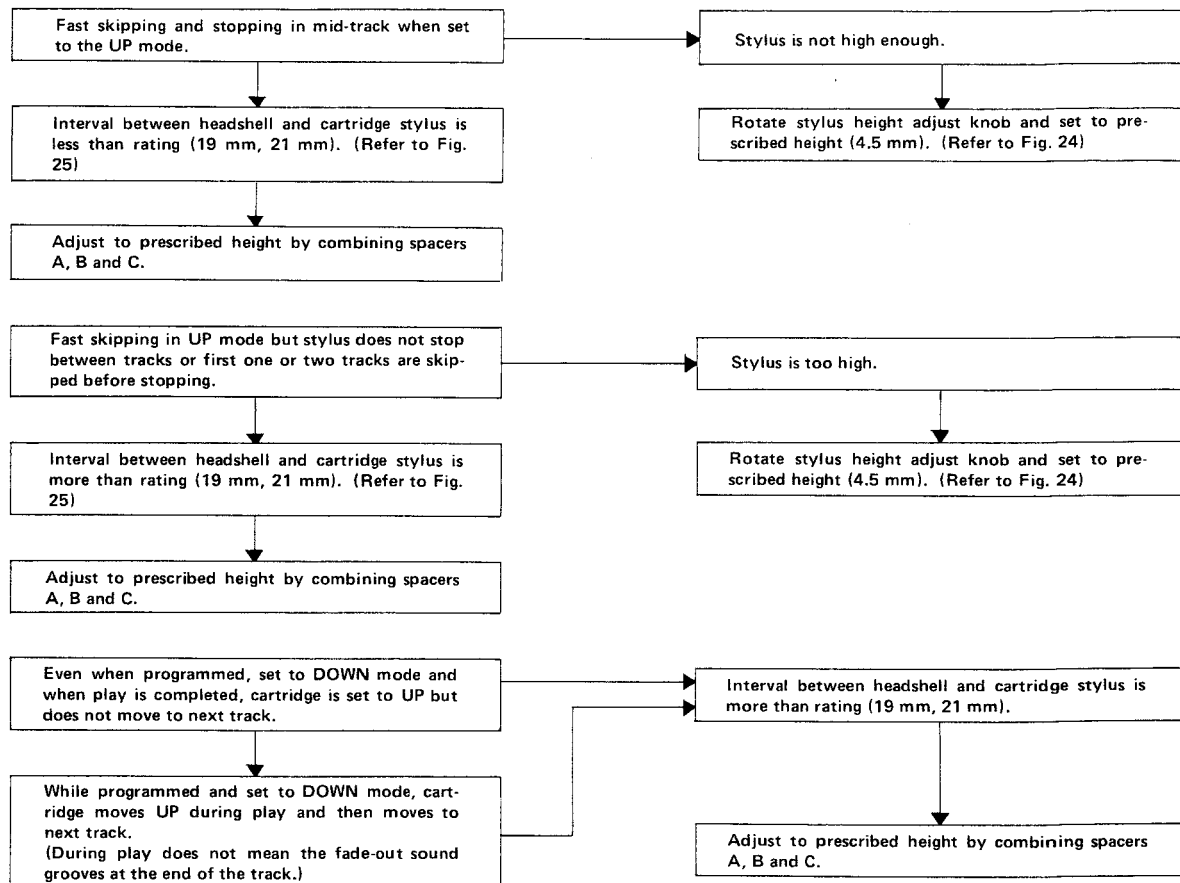 Fast skipping and stopping in mid-track when set
to the UP mode.
Stylus is not high enough.
Interval between headshell and cartridge stylus is
less than rating (19 mm, 21 mm). (Refer to Fig.
25)
Rotate stylus height adjust knob and set to pre-
scribed height (4.5 mm). (Refer to Fig. 24)
Adjust to prescribed height by combining spacers
A, B and C.
Fast skipping in UP mode but stylus does not stop
between tracks or first one or two tracks are skip-
ped before stopping.
Stylus is too high.
Interval between headshell and cartridge stylus is
more than rating (19 mm, 21 mm). (Refer to Fig.
25)
Rotate stylus height adjust knob and set to pre-
scribed height (4.5 mm). (Refer to Fig. 24)
Adjust to prescribed height by combining spacers
A, B and C.
Even when programmed, set to DOWN mode and
when play is completed, cartridge is set to UP but
does not move to next track.
Interval between headshell and cartridge stylus is
more than rating (19 mm, 21 mm).
While programmed and set to DOWN mode, cart-
ridge moves UP during play and then moves to
next track.
(During play does not mean the fade-out sound
grooves at the end of the track.)
Adjust to prescribed height by combining spacers
A, B and C.